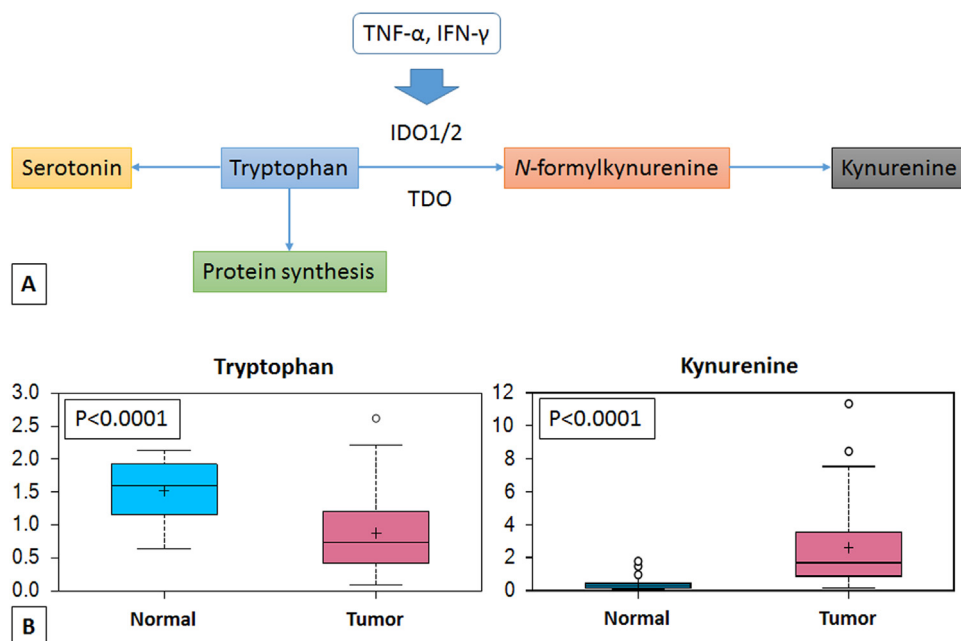 TNF-α, IFN-γ
IDO1/2
Serotonin
Tryptophan
N-formylkynurenine
Kynurenine
TDO
Protein synthesis
A
Tryptophan
3.0
2.5
2.0
1.5
1.0
0.5
0.0
P<0.0001
Normal
Tumor
Kynurenine
12
10
8
6
4
2
0
P<0.0001
Normal
Tumor
B